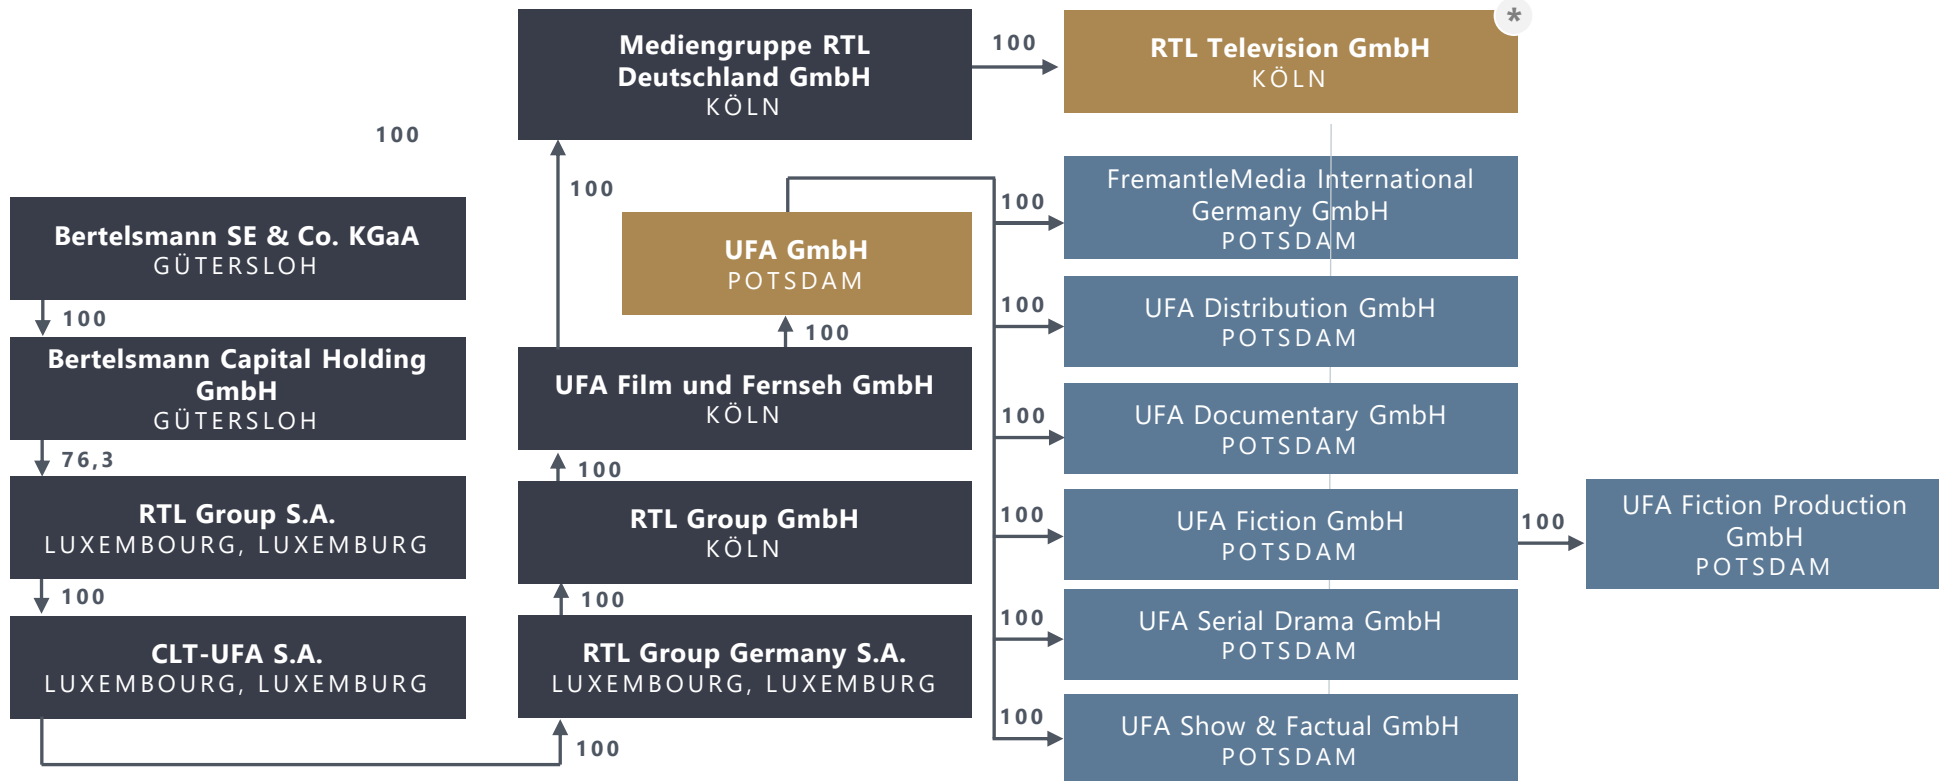 Mediengruppe RTL
Deutschland GmbH
KÖLN
100
RTL Television GmbH
KÖLN
*
100
100
Bertelsmann SE & Co. KGaA
GÜTERSLOH
100
Bertelsmann Capital Holding
GmbH
GÜTERSLOH
76,3
RTL Group S.A.
LUXEMBOURG, LUXEMBURG
100
CLT-UFA S.A.
LUXEMBOURG, LUXEMBURG
100
RTL Group Germany S.A.
LUXEMBOURG, LUXEMBURG
100
RTL Group GmbH
KÖLN
100
UFA Film und Fernseh GmbH
KÖLN
100
UFA GmbH
POTSDAM
100
FremantleMedia International
Germany GmbH
POTSDAM
100
UFA Distribution GmbH
POTSDAM
100
UFA Documentary GmbH
POTSDAM
100
UFA Fiction GmbH
POTSDAM
100
UFA Fiction Production
GmbH
POTSDAM
100
UFA Serial Drama GmbH
POTSDAM
100
UFA Show & Factual GmbH
POTSDAM